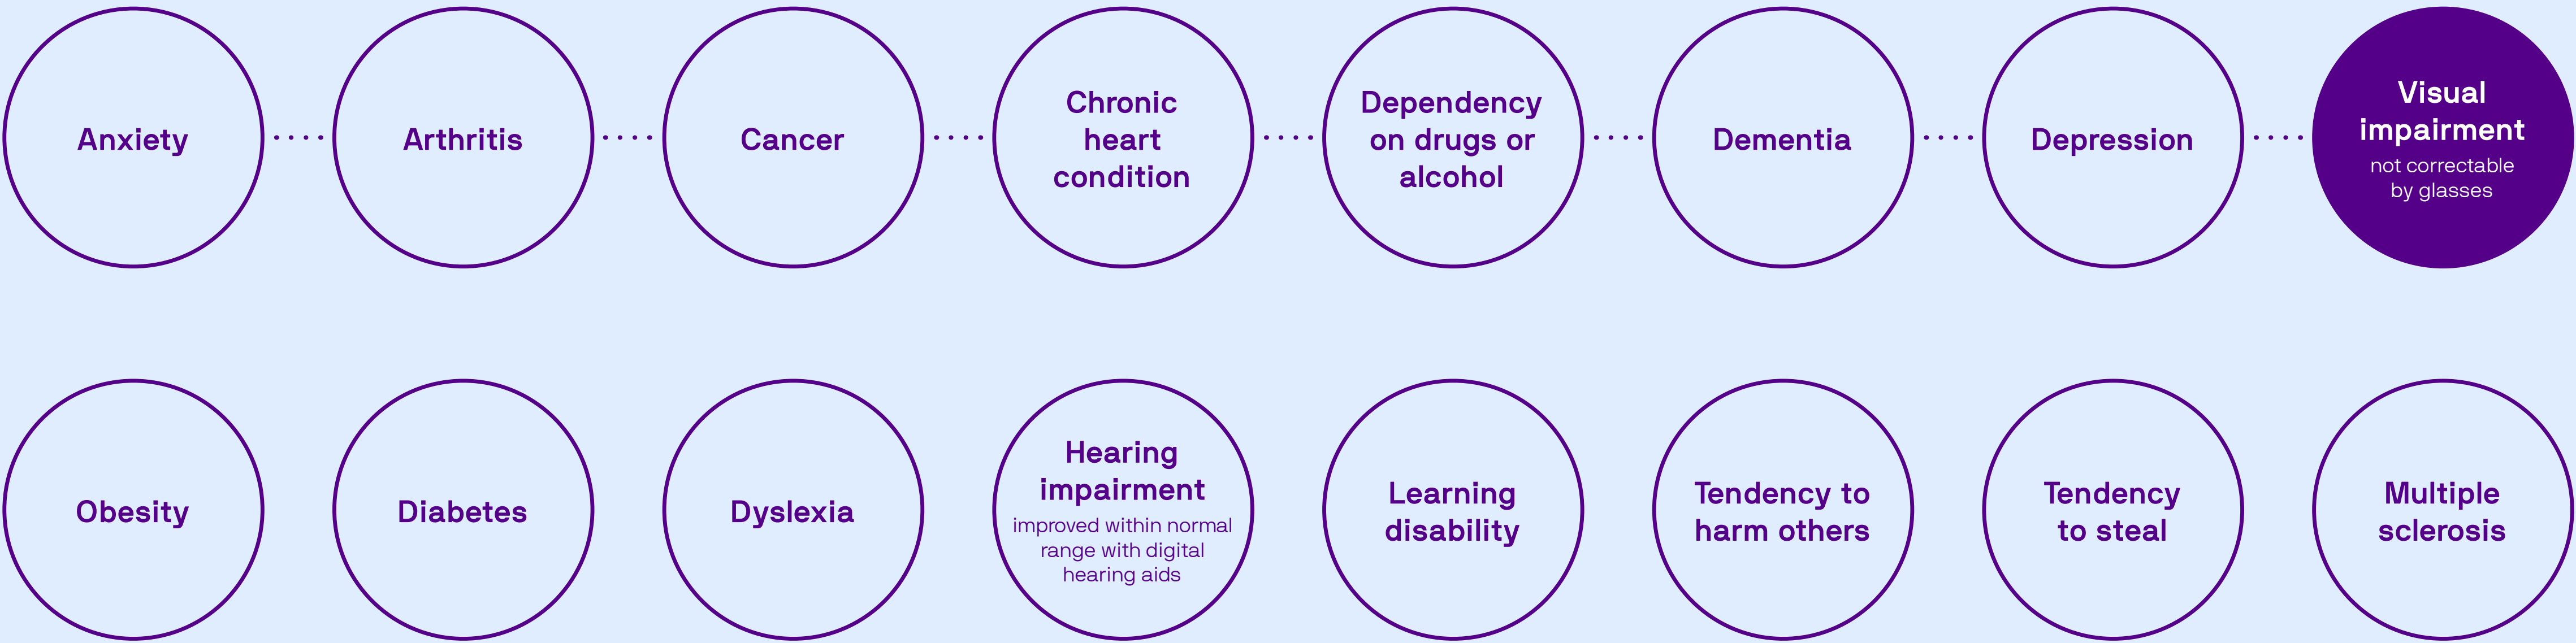 Anxiety
Arthritis
Cancer
Chronic
heart
condition
Dependency
on drugs or
alcohol
Dementia
Depression
Visual
impairment
not correctable
by glasses
Obesity
Diabetes
Dyslexia
Hearing
impairment
improved within normal
range with digital
hearing aids
Learning
disability
Tendency to
harm others
Tendency
to steal
Multiple
sclerosis